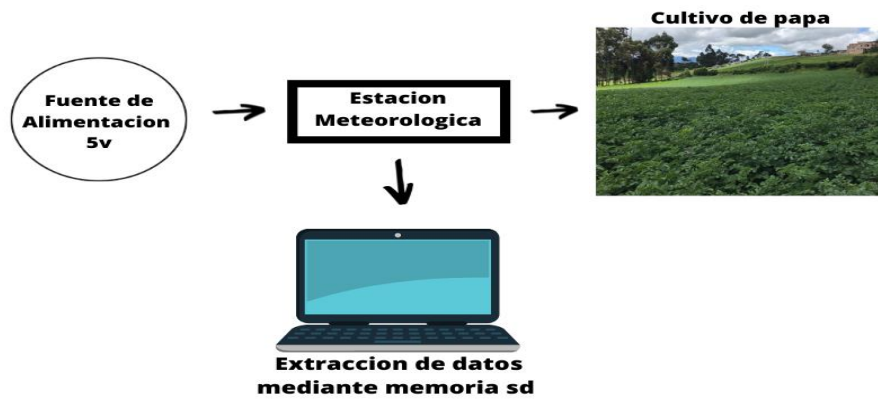 Cultivo de papa
Fuente de
Alimentacion
5v
Estacion
Meteorologica
Extraccion de datos
mediante memoria sd